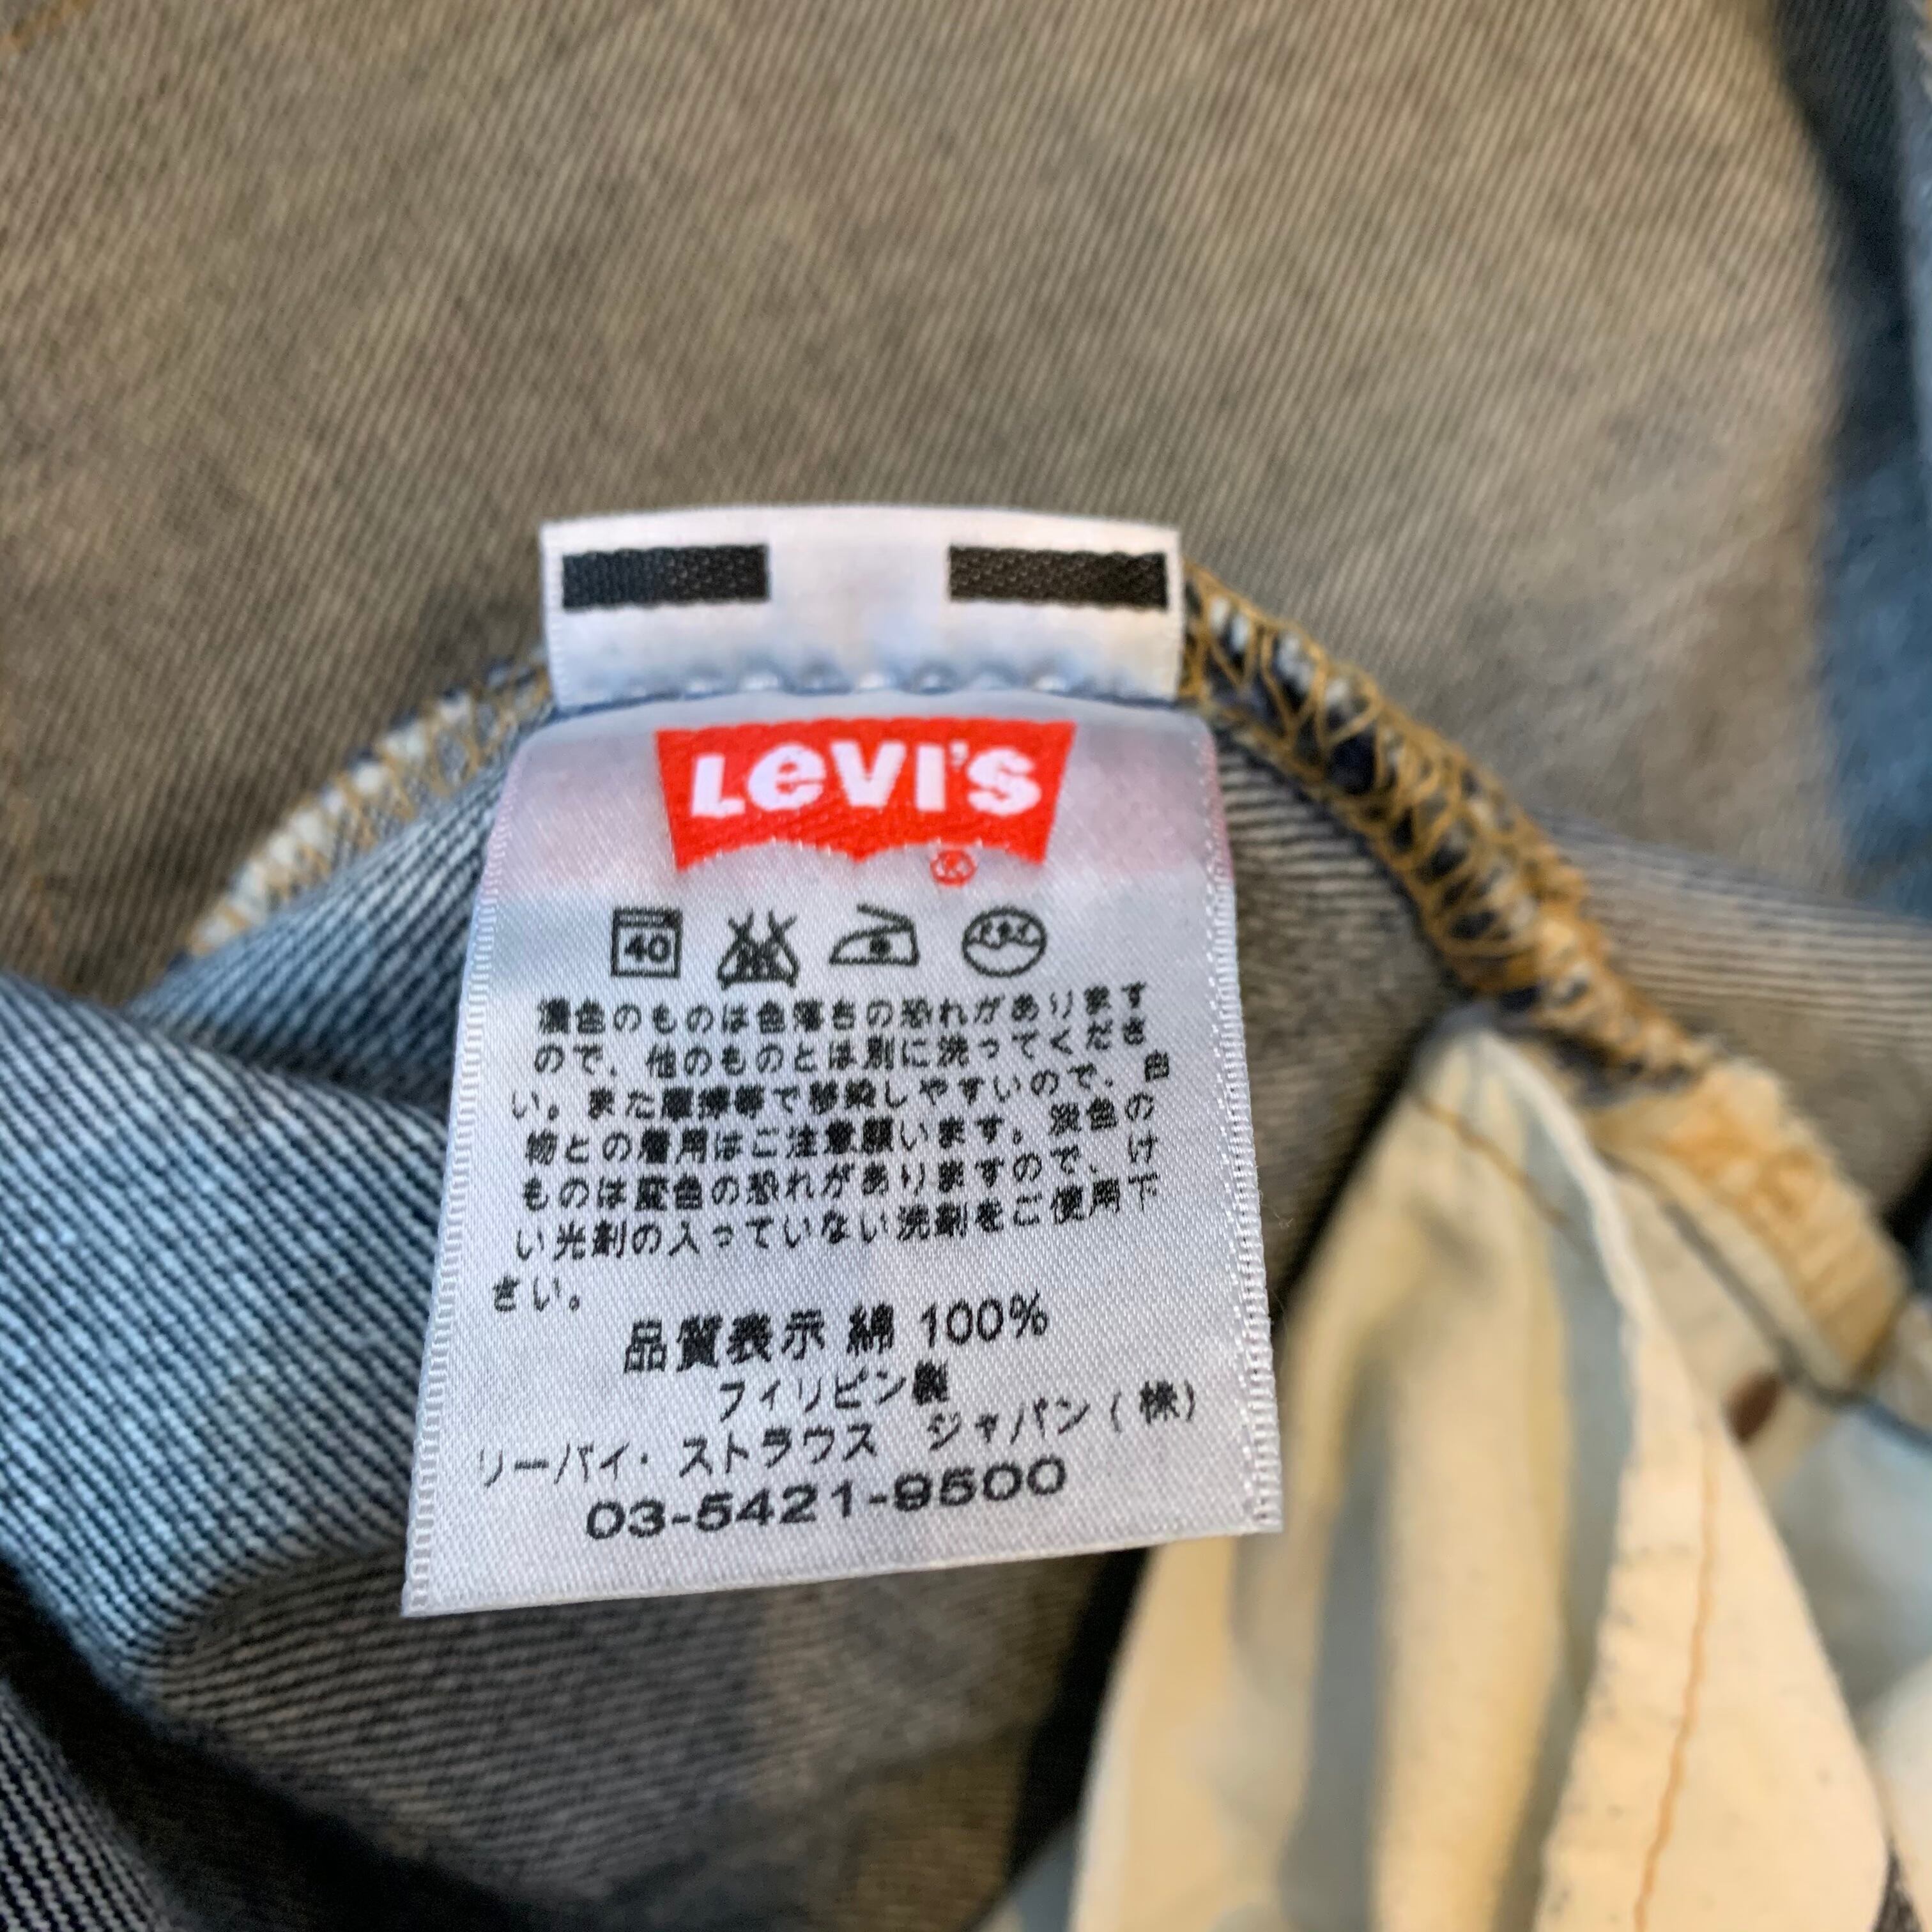 Levi's
®
40
濃色のものは色落ちの恐れがあります
ので、他のものとは別に洗ってくださ
い。また摩擦等で移染しやすいので、白
物との着用はご注意願います。淡色の
ものは変色の恐れがありますので、け
い光剤の入っていない洗剤をご使用下
さい。
品質表示 綿 100%
フィリピン製
リーバイ・ストラウス ジャパン(株)
03-5421-9500